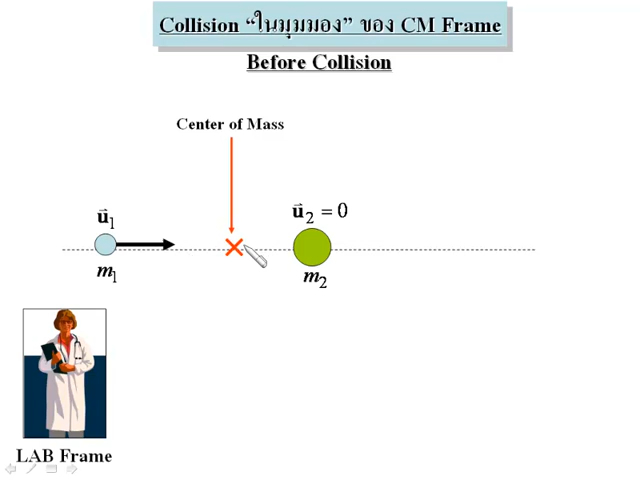 Collision “ในมุมมอง” ของ CM Frame
Before Collision
Center of Mass
u⃗₁
u⃗₂ = 0
m₁
m₂
LAB Frame